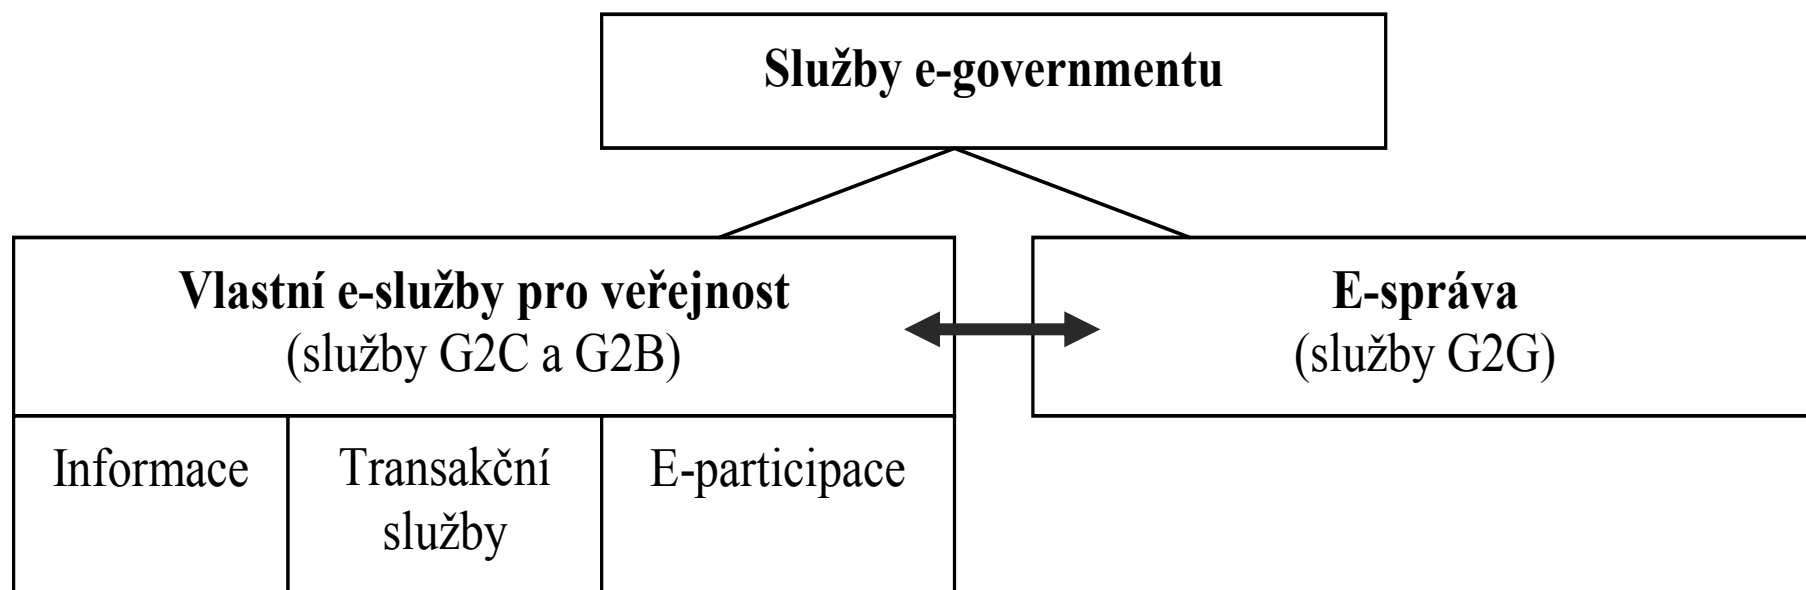 Služby e-governmentu
Vlastní e-služby pro veřejnost
(služby G2C a G2B)
E-správa
(služby G2G)
Informace
Transakční
služby
E-participace